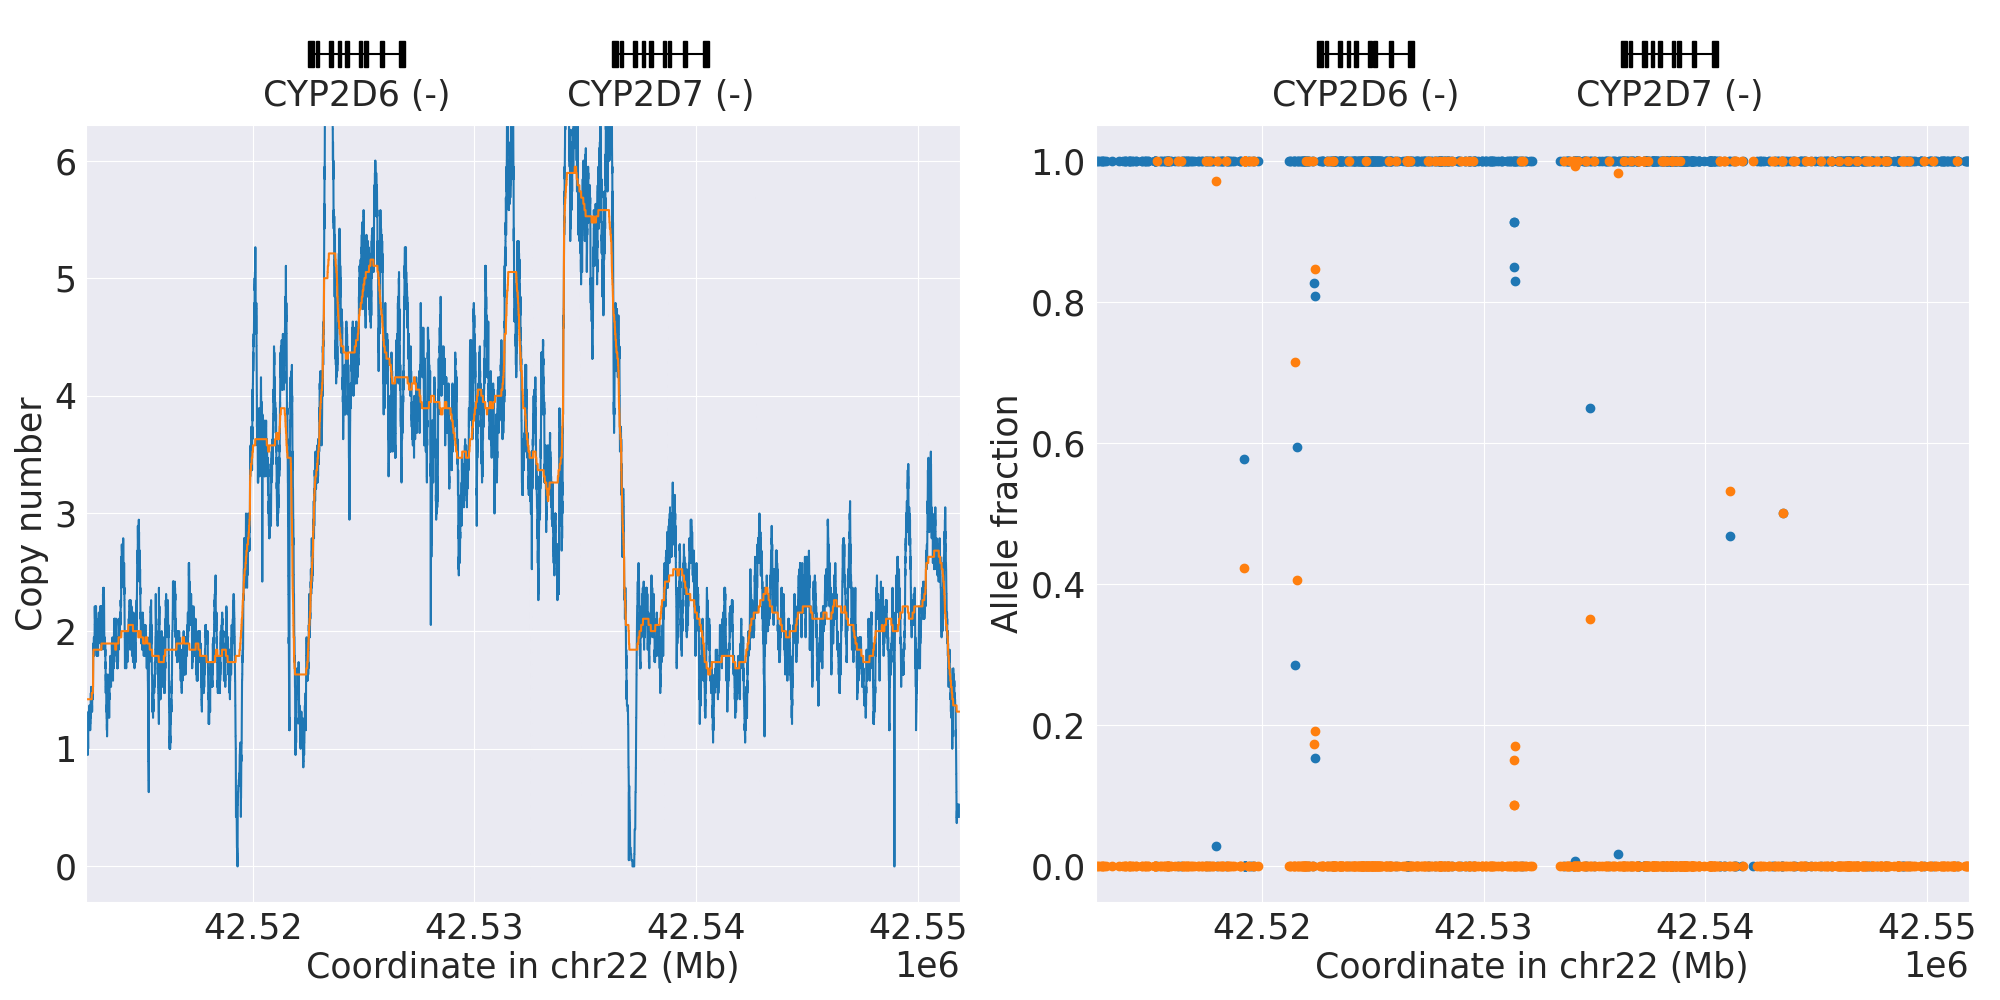 CYP2D6 (-) CYP2D7 (-)
6
5
4
3
2
1
0
Copy number
42.52 42.53 42.54 42.55
Coordinate in chr22 (Mb) 1e6
CYP2D6 (-) CYP2D7 (-)
1.0
0.8
0.6
0.4
0.2
0.0
Allele fraction
42.52 42.53 42.54 42.55
Coordinate in chr22 (Mb) 1e6